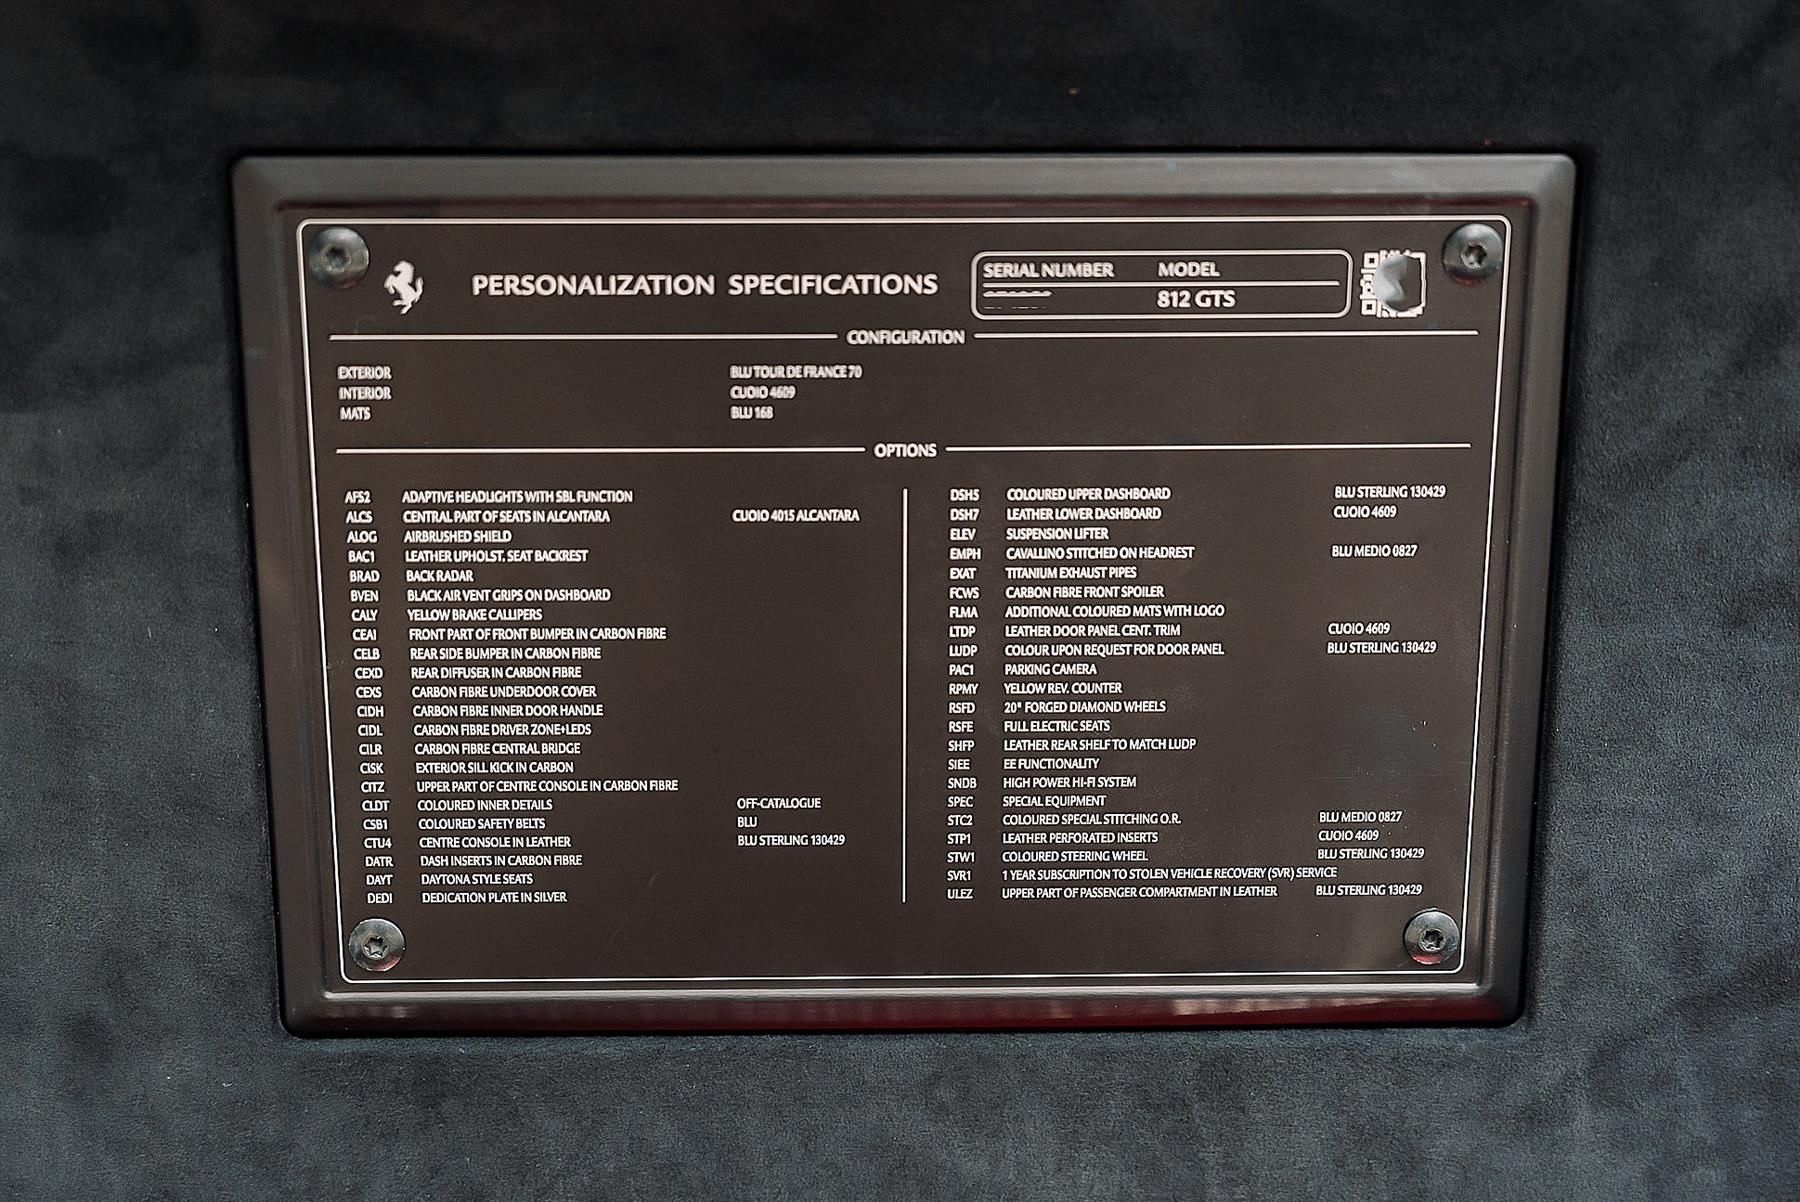 PERSONALIZATION SPECIFICATIONS
SERIAL NUMBER MODEL
812 GTS
CONFIGURATION
EXTERIOR BLU TOUR DE FRANCE 70
INTERIOR CUOIO 4609
MATS BLU 168
OPTIONS
AFS2 ADAPTIVE HEADLIGHTS WITH SBL FUNCTION
ALCS CENTRAL PART OF SEATS IN ALCANTARA CUOIO 4015 ALCANTARA
ALOG AIRBRUSHED SHIELD
BAC1 LEATHER UPHOLST. SEAT BACKREST
BRAD BACK RADAR
BVEN BLACK AIR VENT GRIPS ON DASHBOARD
CALY YELLOW BRAKE CALLIPERS
CEAI FRONT PART OF FRONT BUMPER IN CARBON FIBRE
CELB REAR SIDE BUMPER IN CARBON FIBRE
CEXD REAR DIFFUSER IN CARBON FIBRE
CEXS CARBON FIBRE UNDERDOOR COVER
CIDH CARBON FIBRE INNER DOOR HANDLE
CIDL CARBON FIBRE DRIVER ZONE+LEDS
CILR CARBON FIBRE CENTRAL BRIDGE
CISK EXTERIOR SILL KICK IN CARBON
CITZ UPPER PART OF CENTRE CONSOLE IN CARBON FIBRE
CLDT COLOURED INNER DETAILS OFF-CATALOGUE
CSB1 COLOURED SAFETY BELTS BLU
CTU4 CENTRE CONSOLE IN LEATHER BLU STERLING 130429
DATR DASH INSERTS IN CARBON FIBRE
DAYT DAYTONA STYLE SEATS
DEDI DEDICATION PLATE IN SILVER
DSH5 COLOURED UPPER DASHBOARD BLU STERLING 130429
DSH7 LEATHER LOWER DASHBOARD CUOIO 4609
ELEV SUSPENSION LIFTER
EMPH CAVALLINO STITCHED ON HEADREST BLU MEDIO 0827
EXAT TITANIUM EXHAUST PIPES
FCWS CARBON FIBRE FRONT SPOILER
FLMA ADDITIONAL COLOURED MATS WITH LOGO
LTDP LEATHER DOOR PANEL CENT. TRIM CUOIO 4609
LUDP COLOUR UPON REQUEST FOR DOOR PANEL BLU STERLING 130429
PAC1 PARKING CAMERA
RPMY YELLOW REV. COUNTER
RSFD 20" FORGED DIAMOND WHEELS
RSFE FULL ELECTRIC SEATS
SHFP LEATHER REAR SHELF TO MATCH LUDP
SIEE EE FUNCTIONALITY
SNDB HIGH POWER HI-FI SYSTEM
SPEC SPECIAL EQUIPMENT
STC2 COLOURED SPECIAL STITCHING O.R. BLU MEDIO 0827
STP1 LEATHER PERFORATED INSERTS CUOIO 4609
STW1 COLOURED STEERING WHEEL BLU STERLING 130429
SVR1 1 YEAR SUBSCRIPTION TO STOLEN VEHICLE RECOVERY (SVR) SERVICE
ULEZ UPPER PART OF PASSENGER COMPARTMENT IN LEATHER BLU STERLING 130429